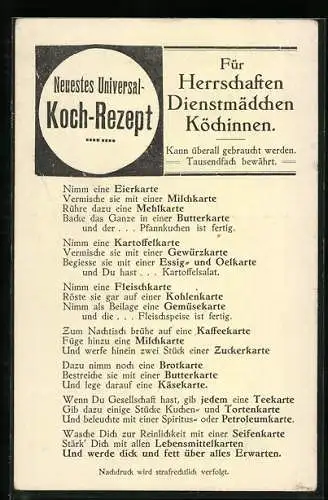 Neuestes Universal-
Koch-Rezept
Für
Herrschaften
Dienstmädchen
Köchinnen.
Kann überall gebraucht werden.
Tausendfach bewährt.
Nimm eine Eierkarte
Vermische sie mit einer Milchkarte
Rühre dazu eine Mehlkarte
Backe das Ganze in einer Butterkarte
und der . . . Pfannkuchen ist fertig.
Nimm eine Kartoffelkarte
Vermische sie mit einer Gewürzkarte
Begiesse sie mit einer Essig- und Oelkarte
und Du hast . . . Kartoffelsalat.
Nimm eine Fleischkarte
Röste sie gar auf einer Kohlenkarte
Nimm als Beilage eine Gemüsekarte
und die . . . Fleischspeise ist fertig.
Zum Nachtisch brühe auf eine Kaffeekarte
Füge hinzu eine Milchkarte
Und werfe hinein zwei Stück einer Zuckerkarte
Dazu nimm noch eine Brotkarte
Bestreiche sie mit einer Butterkarte
Und lege darauf eine Käsekarte.
Wenn Du Gesellschaft hast, gib jedem eine Teekarte
Gib dazu einige Stücke Kuchen- und Tortenkarte
Und beleuchte mit einer Spiritus- oder Petroleumkarte.
Wasche Dich zur Reinlichkeit mit einer Seifenkarte
Stärk' Dich mit allen Lebensmittelkarten
Und werde dick und fett über alles Erwarten.
Nachdruck wird strafrechtlich verfolgt.